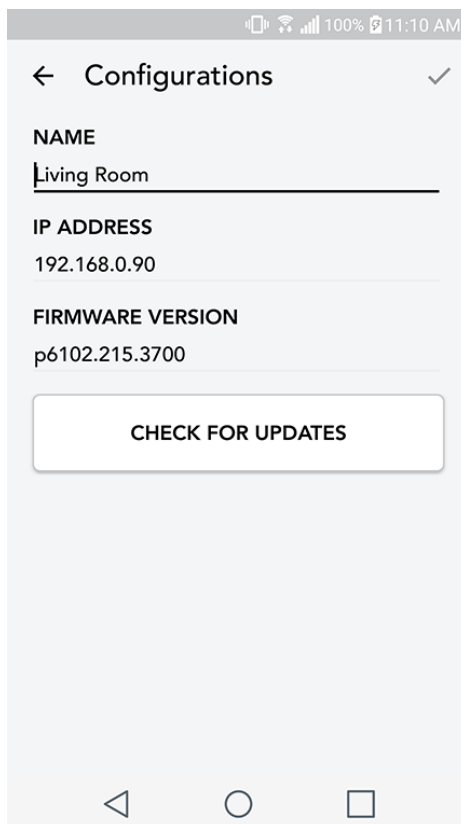 100% 11:10 AM
Configurations
NAME
Living Room
IP ADDRESS
192.168.0.90
FIRMWARE VERSION
p6102.215.3700
CHECK FOR UPDATES